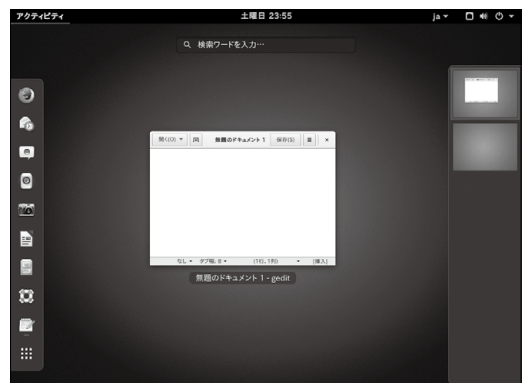 アクティビティ 土曜日 23:55 ja
検索ワードを入力…
開く(O) 無題のドキュメント 1 保存(S)
なし タブ幅: 8 (1行、1列) [挿入]
無題のドキュメント 1 - gedit